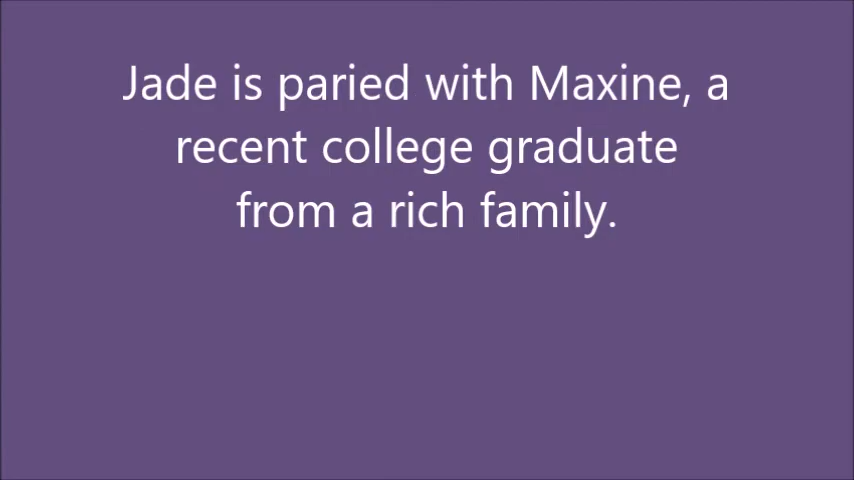 Jade is paried with Maxine, a
recent college graduate
from a rich family.